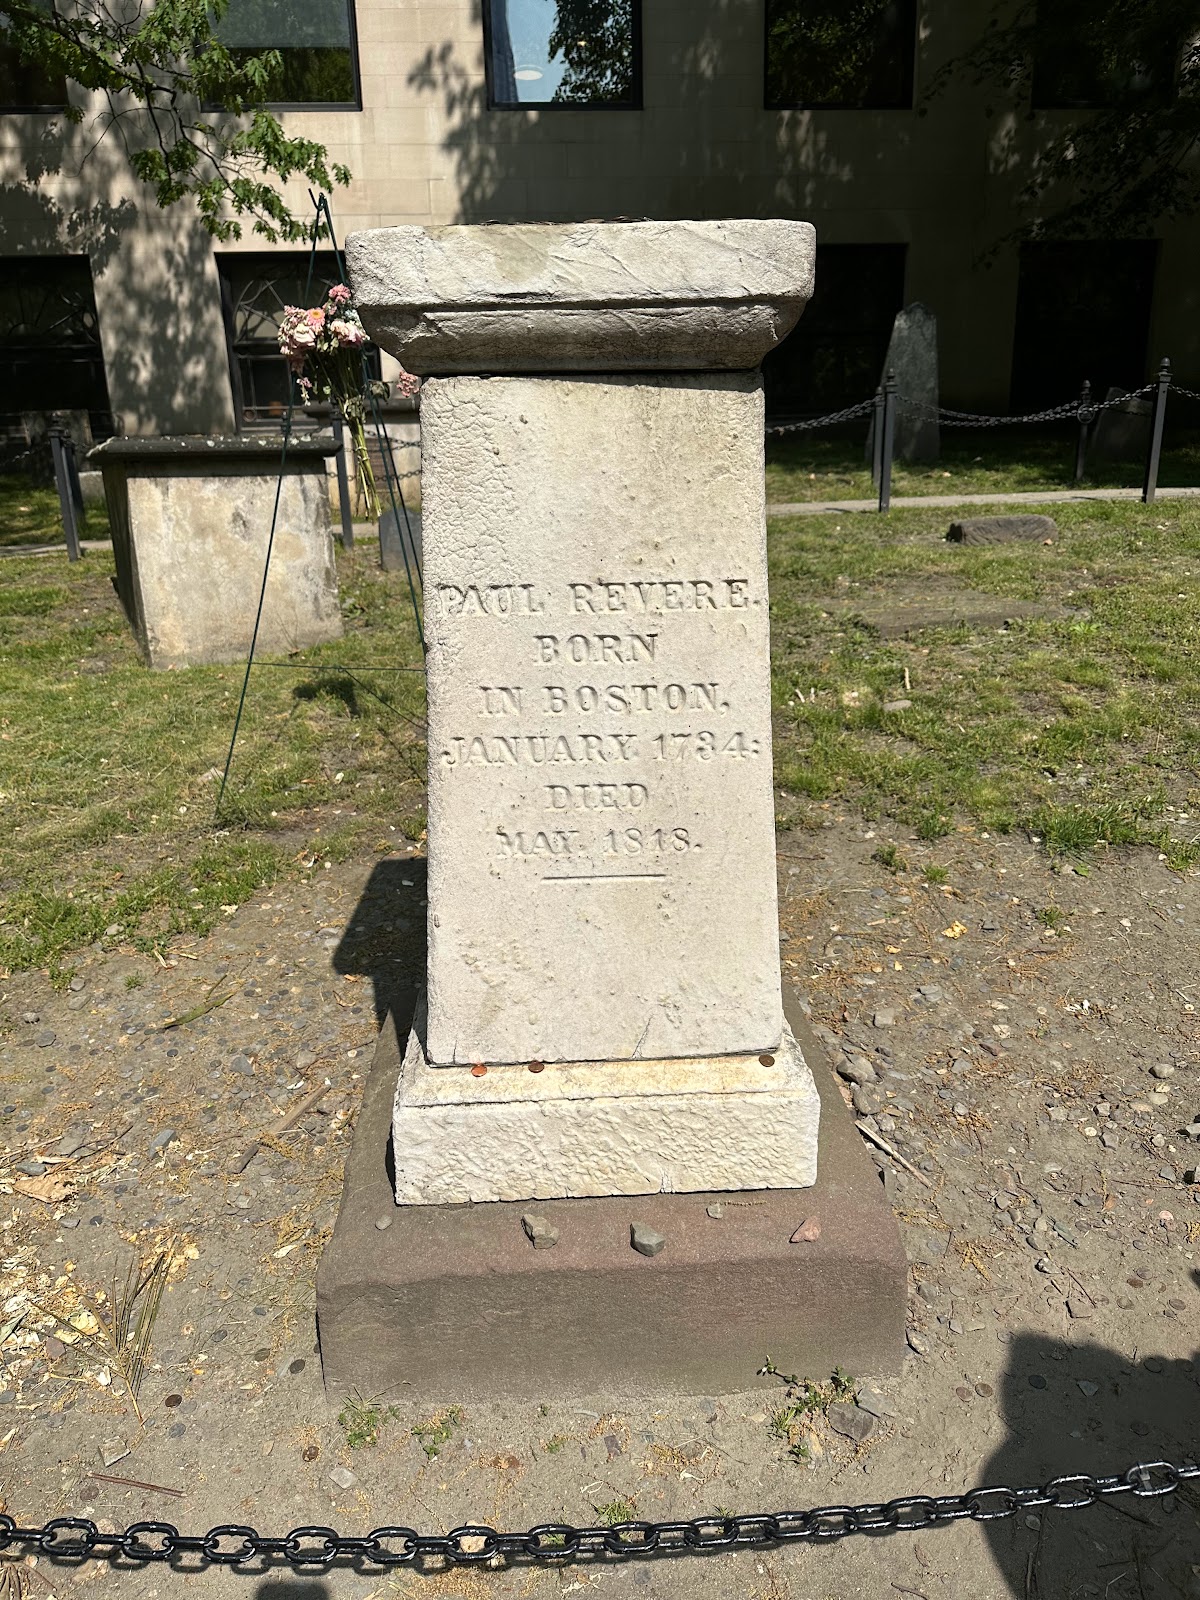 PAUL REVERE.
BORN
IN BOSTON,
JANUARY 1734:
DIED
MAY 1818.